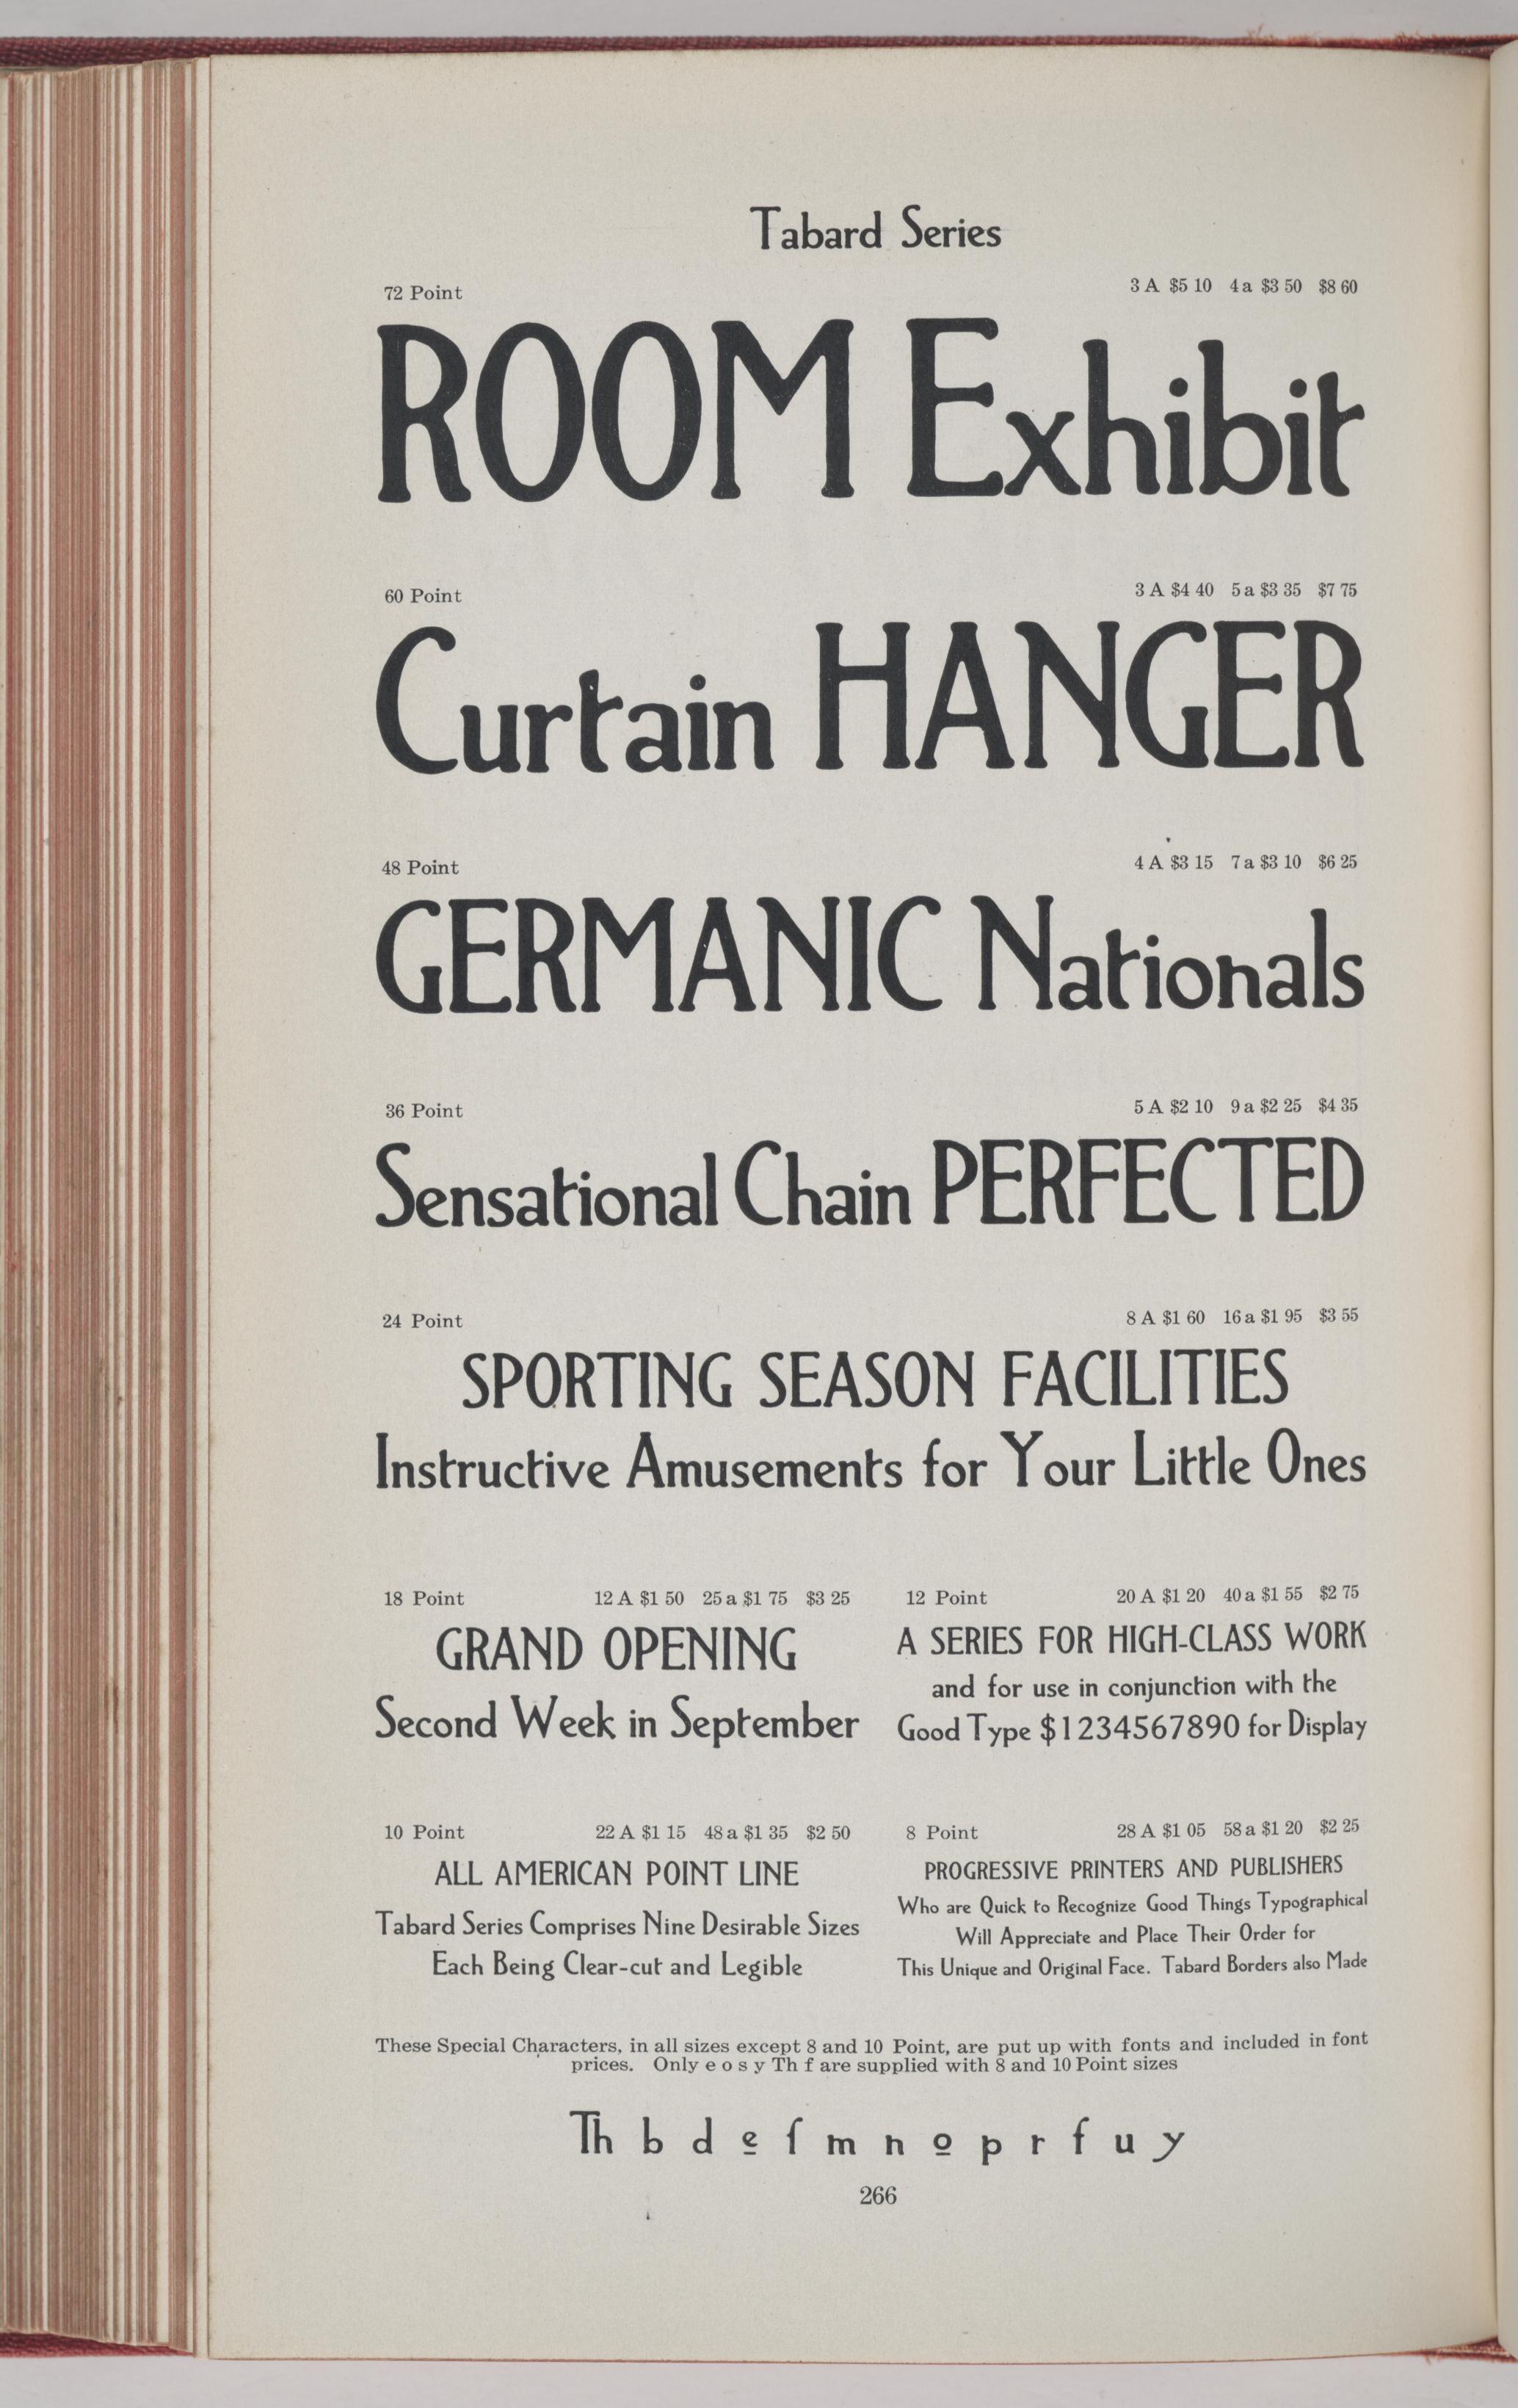 Tabard Series
72 Point 3 A $5 10 4 a $3 50 $8 60
ROOM Exhibit
60 Point 3 A $4 40 5 a $3 35 $7 75
Curtain HANGER
48 Point 4 A $3 15 7 a $3 10 $6 25
GERMANIC Nationals
36 Point 5 A $2 10 9 a $2 25 $4 35
Sensational Chain PERFECTED
24 Point 8 A $1 60 16 a $1 95 $3 55
SPORTING SEASON FACILITIES
Instructive Amusements for Your Little Ones
18 Point 12 A $1 50 25 a $1 75 $3 25
GRAND OPENING
Second Week in September
12 Point 20 A $1 20 40 a $1 55 $2 75
A SERIES FOR HIGH-CLASS WORK
and for use in conjunction with the
Good Type $1234567890 for Display
10 Point 22 A $1 15 48 a $1 35 $2 50
ALL AMERICAN POINT LINE
Tabard Series Comprises Nine Desirable Sizes
Each Being Clear-cut and Legible
8 Point 28 A $1 05 58 a $1 20 $2 25
PROGRESSIVE PRINTERS AND PUBLISHERS
Who are Quick to Recognize Good Things Typographical
Will Appreciate and Place Their Order for
This Unique and Original Face. Tabard Borders also Made
These Special Characters, in all sizes except 8 and 10 Point, are put up with fonts and included in font
prices. Only e o s y Th f are supplied with 8 and 10 Point sizes
Th b d e ſ m n o p r f u y
266